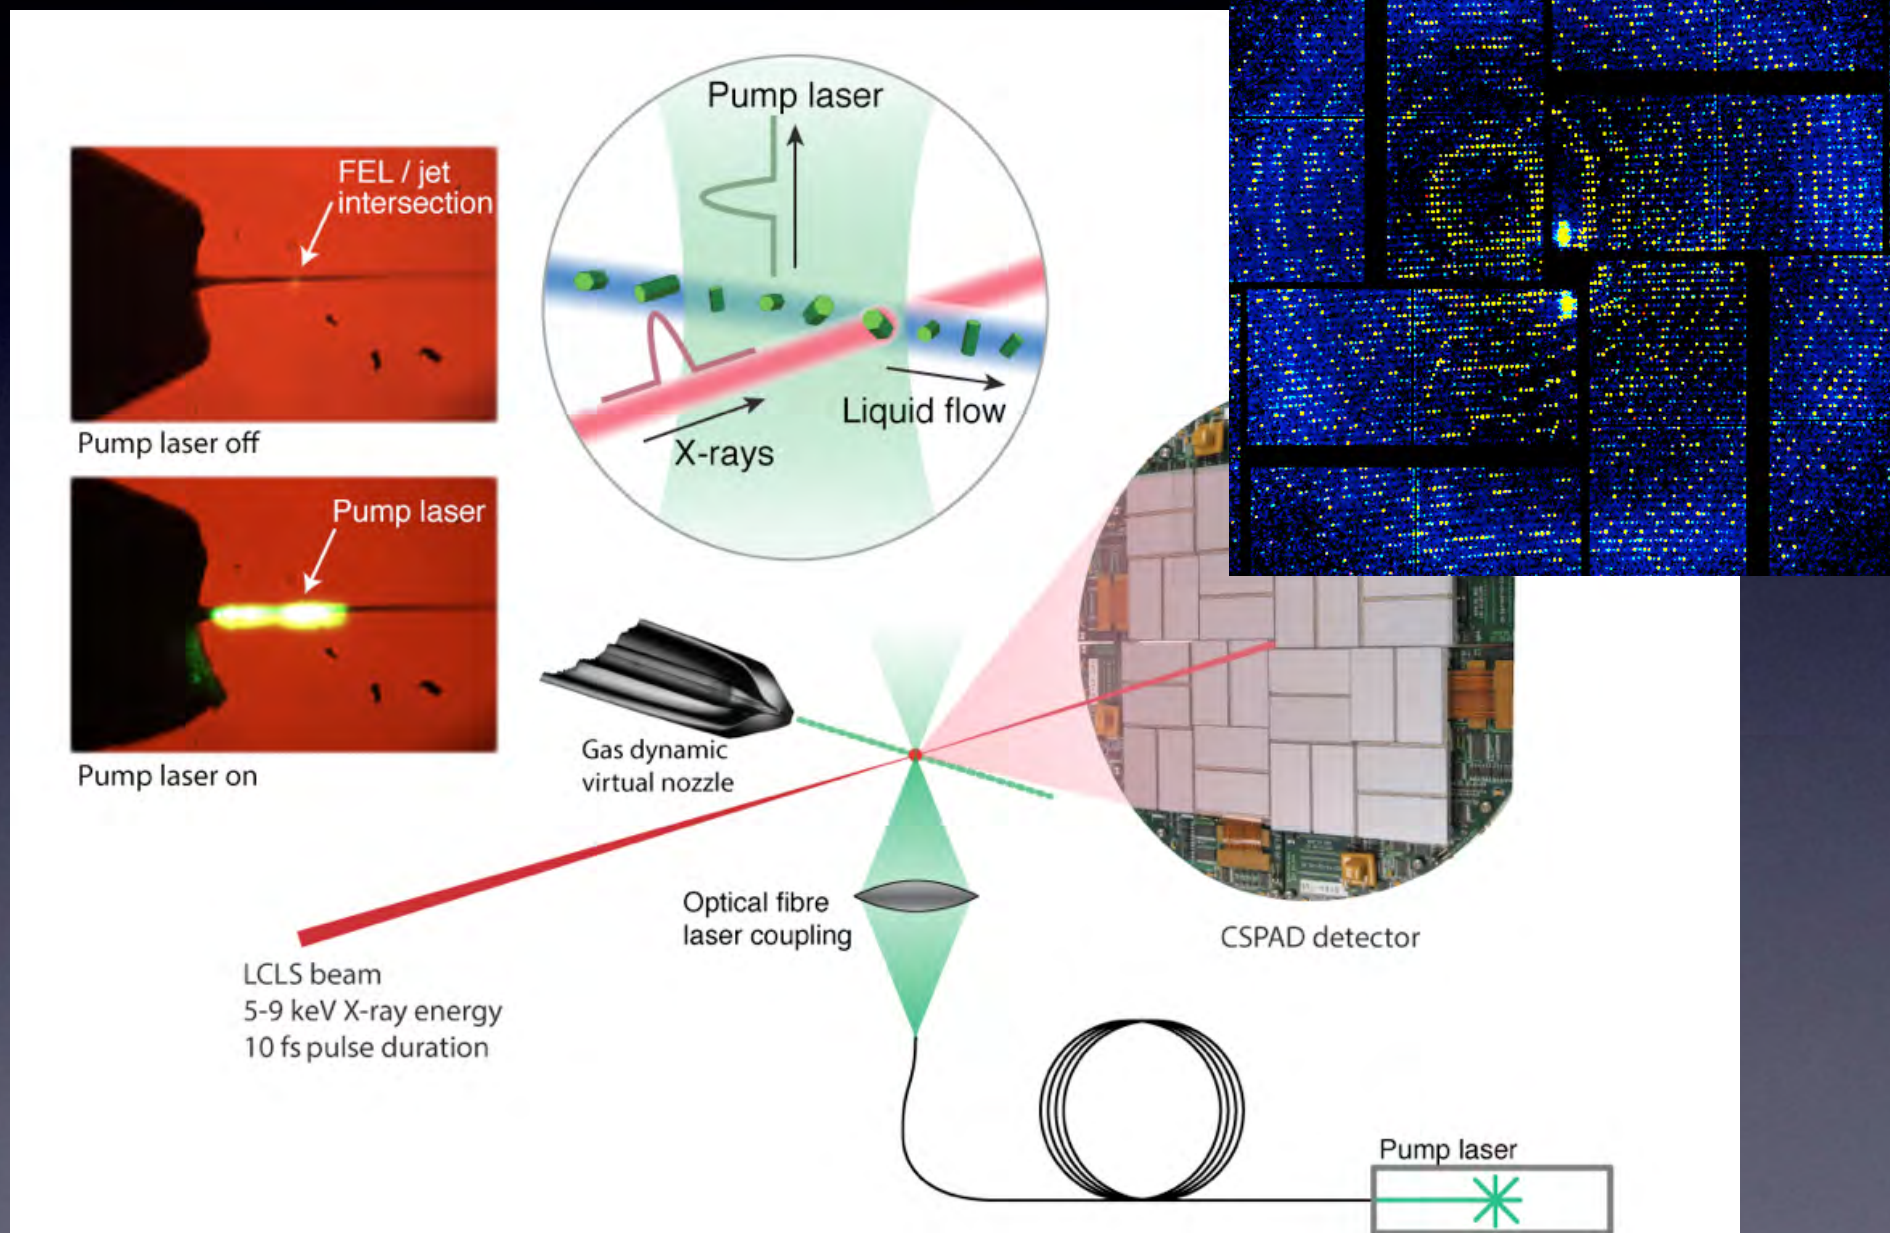 FEL / jet
intersection
Pump laser off
Pump laser
Pump laser on
Pump laser
X-rays
Liquid flow
Gas dynamic
virtual nozzle
LCLS beam
5-9 keV X-ray energy
10 fs pulse duration
Optical fibre
laser coupling
CSPAD detector
Pump laser